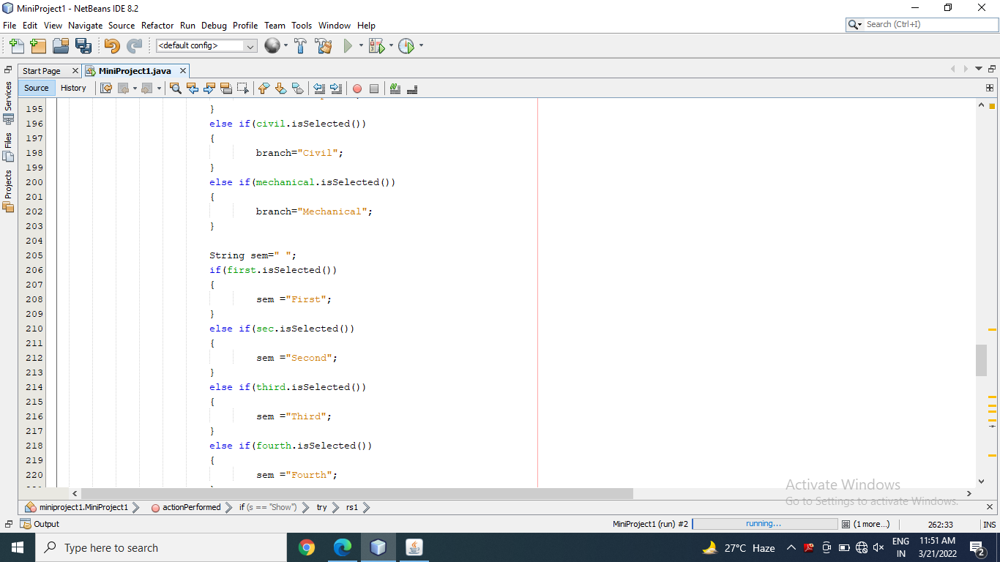 MiniProject1 - NetBeans IDE 8.2
File Edit View Navigate Source Refactor Run Debug Profile Team Tools Window Help
Search (Ctrl+I)
<default config>
Start Page
MiniProject1.java
Source History
Services
Files
Projects
195 }
196 else if(civil.isSelected())
197 {
198 branch="Civil";
199 }
200 else if(mechanical.isSelected())
201 {
202 branch="Mechanical";
203 }
204
205 String sem=" ";
206 if(first.isSelected())
207 {
208 sem ="First";
209 }
210 else if(sec.isSelected())
211 {
212 sem ="Second";
213 }
214 else if(third.isSelected())
215 {
216 sem ="Third";
217 }
218 else if(fourth.isSelected())
219 {
220 sem ="Fourth";
Activate Windows
Go to Settings to activate Windows.
miniproject1.MiniProject1 actionPerformed if (s == "Show") try rs1
Output
MiniProject1 (run) #2 running... (1 more...) 262:33 INS
Type here to search
27°C Haze
ENG
IN
11:51 AM
3/21/2022
2